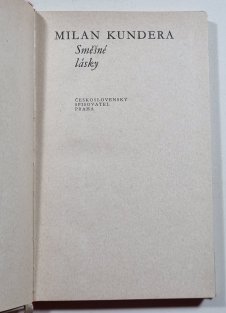 MILAN KUNDERA
Směšné
lásky
ČESKOSLOVENSKÝ
SPISOVATEL
PRAHA